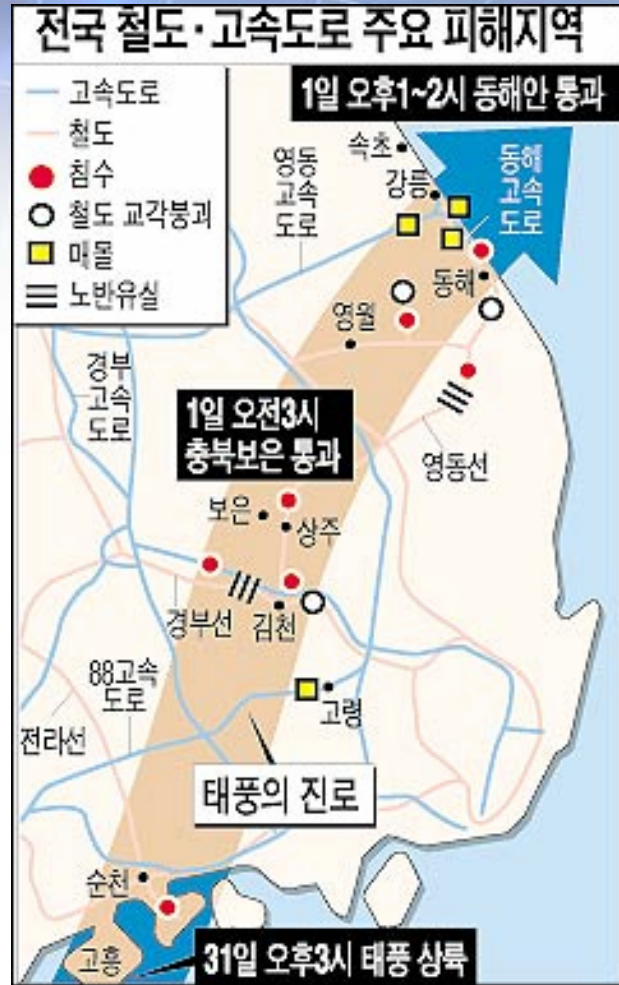 전국 철도·고속도로 주요 피해지역
고속도로
철도
침수
철도 교각붕괴
매몰
노반유실
1일 오후1~2시 동해안 통과
속초
영동
고속
도로
강릉
동해
고속
도로
동해
영월
경부
고속
도로
1일 오전3시
충북보은 통과
영동선
보은
상주
경부선
김천
88고속
도로
고령
전라선
태풍의 진로
순천
고흥
31일 오후3시 태풍 상륙